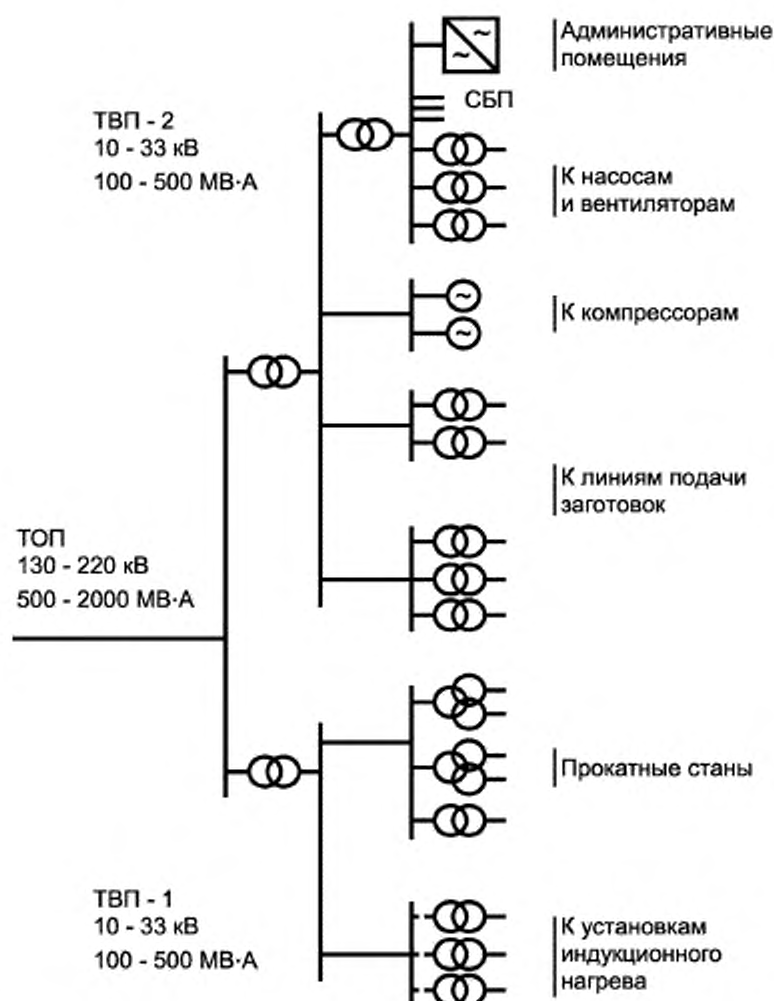 Административные
помещения
СБП
ТВП - 2
10 - 33 кВ
100 - 500 МВ·А
К насосам
и вентиляторам
К компрессорам
К линиям подачи
заготовок
ТОП
130 - 220 кВ
500 - 2000 МВ·А
Прокатные станы
ТВП - 1
10 - 33 кВ
100 - 500 МВ·А
К установкам
индукционного
нагрева